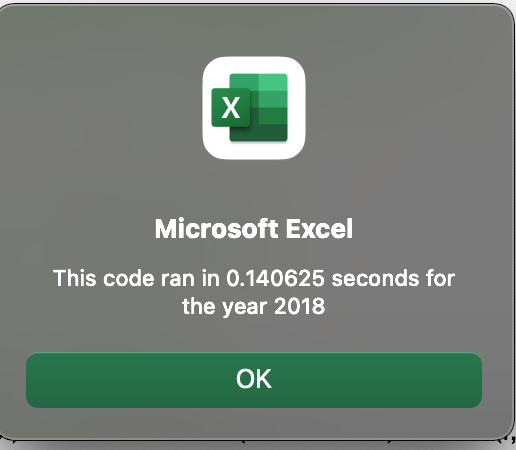 X
Microsoft Excel
This code ran in 0.140625 seconds for
the year 2018
OK